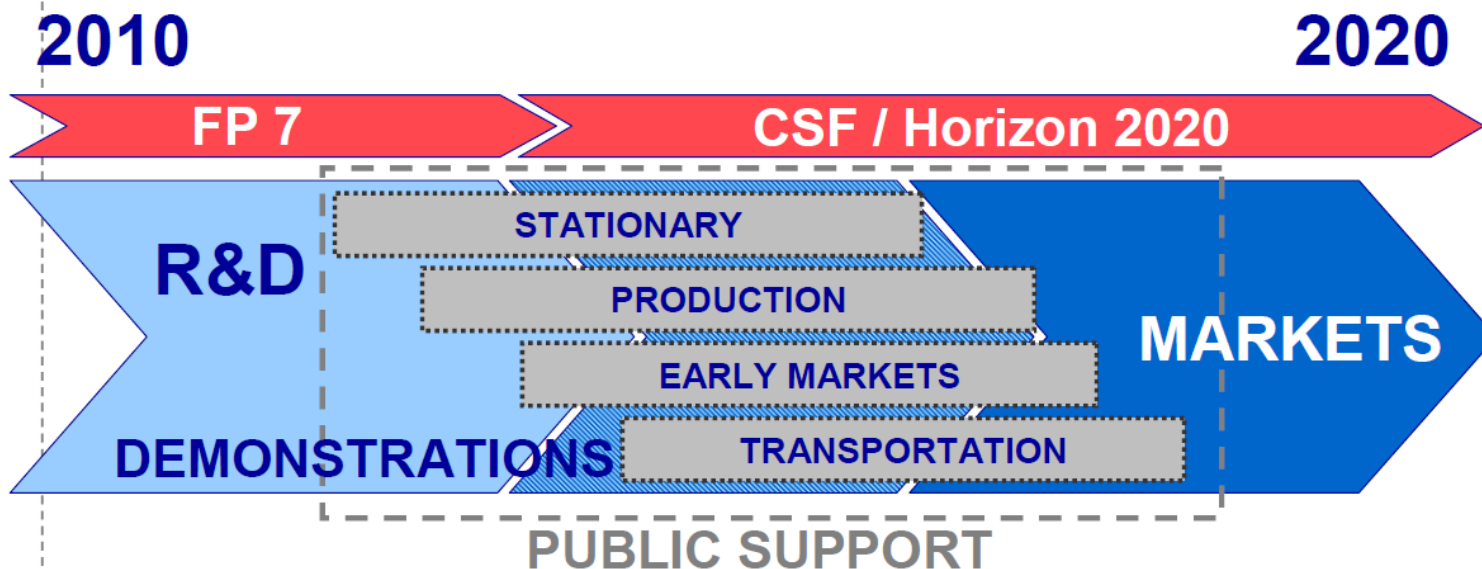 2010
2020
FP 7
CSF / Horizon 2020
STATIONARY
R&D
PRODUCTION
MARKETS
EARLY MARKETS
DEMONSTRATIONS
TRANSPORTATION
PUBLIC SUPPORT